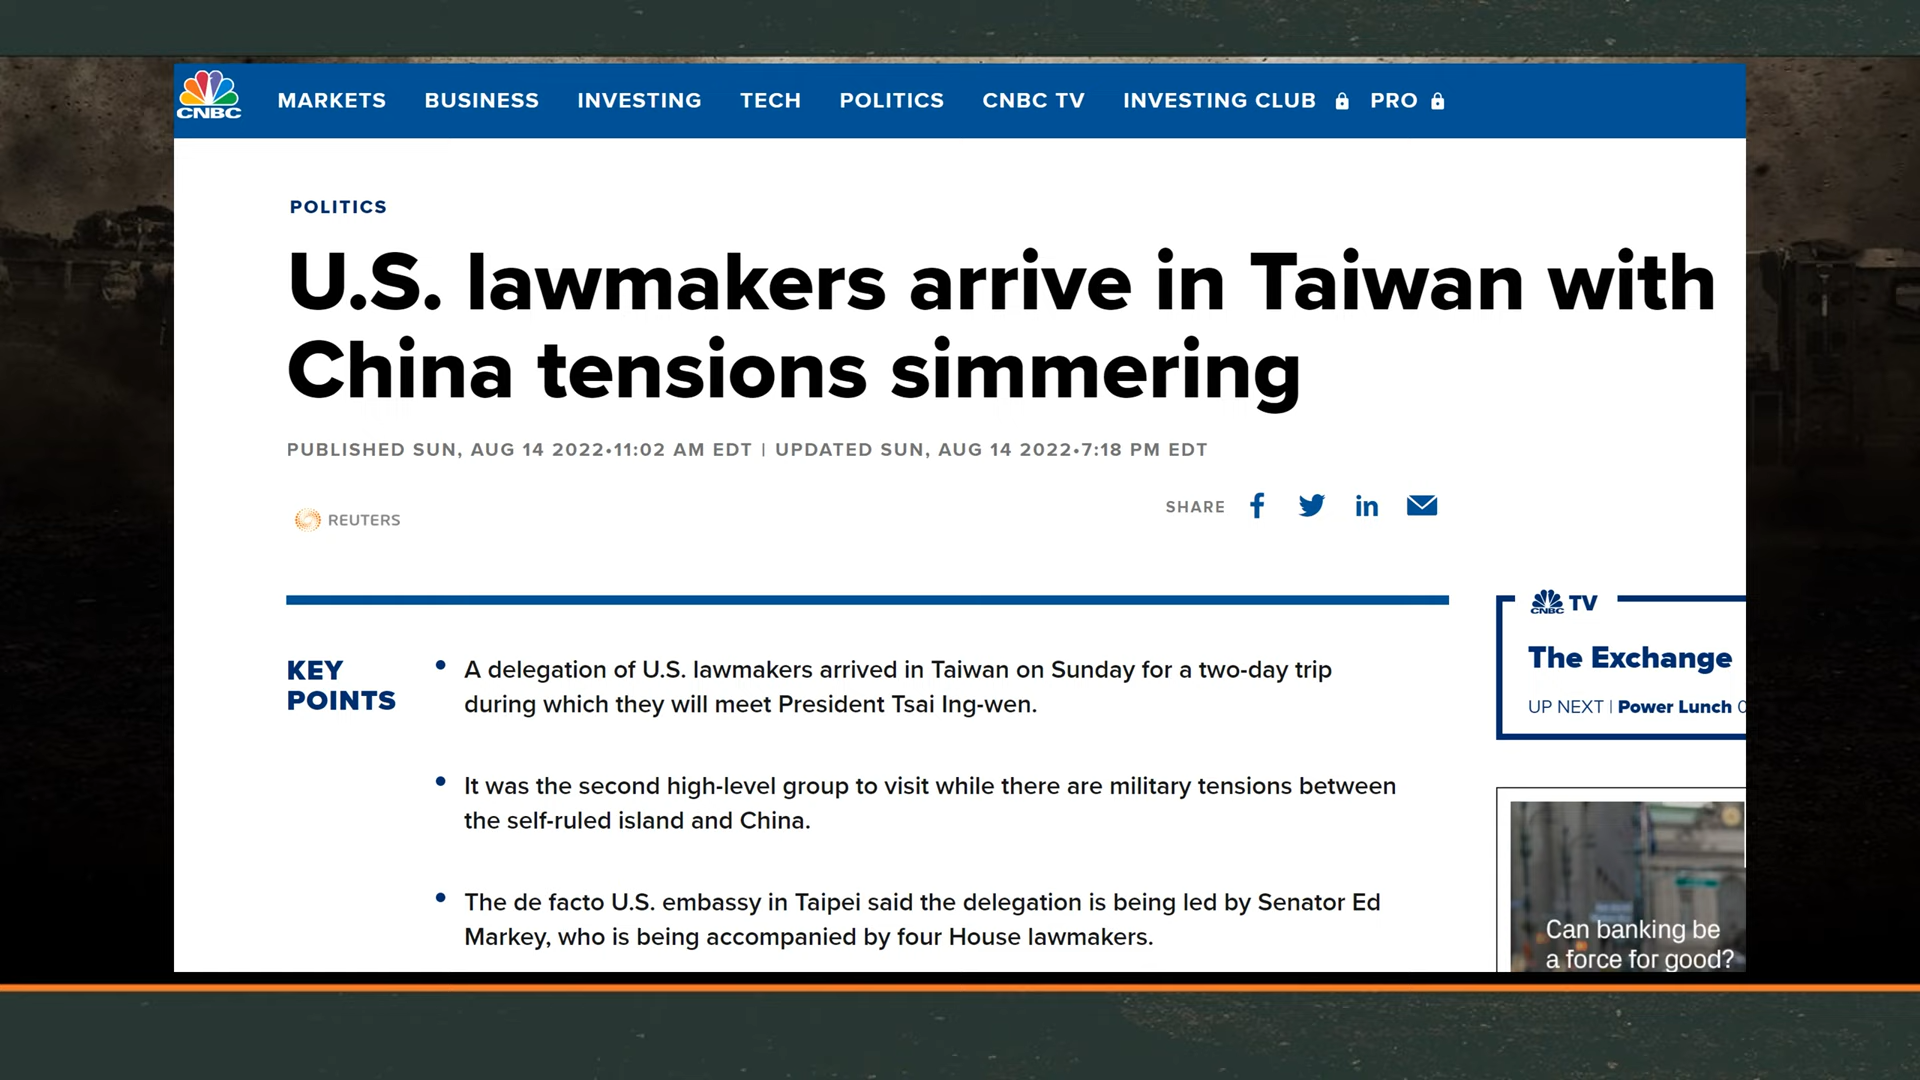 CNBC
MARKETS BUSINESS INVESTING TECH POLITICS CNBC TV INVESTING CLUB PRO
POLITICS
U.S. lawmakers arrive in Taiwan with
China tensions simmering
PUBLISHED SUN, AUG 14 2022•11:02 AM EDT | UPDATED SUN, AUG 14 2022•7:18 PM EDT
REUTERS
SHARE
KEY
POINTS
• A delegation of U.S. lawmakers arrived in Taiwan on Sunday for a two-day trip
during which they will meet President Tsai Ing-wen.
• It was the second high-level group to visit while there are military tensions between
the self-ruled island and China.
• The de facto U.S. embassy in Taipei said the delegation is being led by Senator Ed
Markey, who is being accompanied by four House lawmakers.
CNBC TV
The Exchange
UP NEXT | Power Lunch
Can banking be
a force for good?